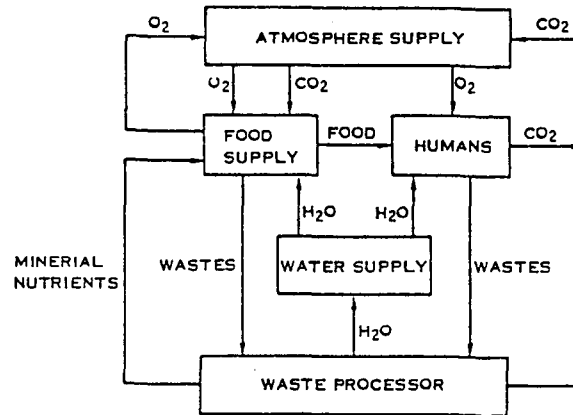 O₂
CO₂
ATMOSPHERE SUPPLY
O₂
CO₂
O₂
FOOD
SUPPLY
FOOD
HUMANS
CO₂
H₂O
H₂O
MINERIAL
NUTRIENTS
WASTES
WATER SUPPLY
WASTES
H₂O
WASTE PROCESSOR